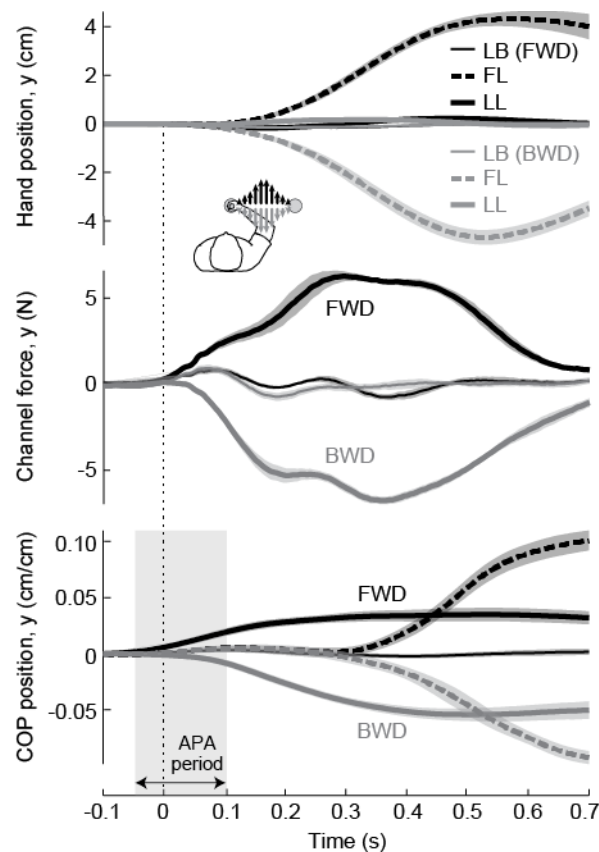 Hand position, y (cm)
4
2
0
-2
-4
LB (FWD)
FL
LL
LB (BWD)
FL
LL
Channel force, y (N)
5
0
-5
FWD
BWD
COP position, y (cm/cm)
0.10
0.05
0
-0.05
FWD
BWD
APA
period
-0.1
0
0.1
0.2
0.3
0.4
0.5
0.6
0.7
Time (s)